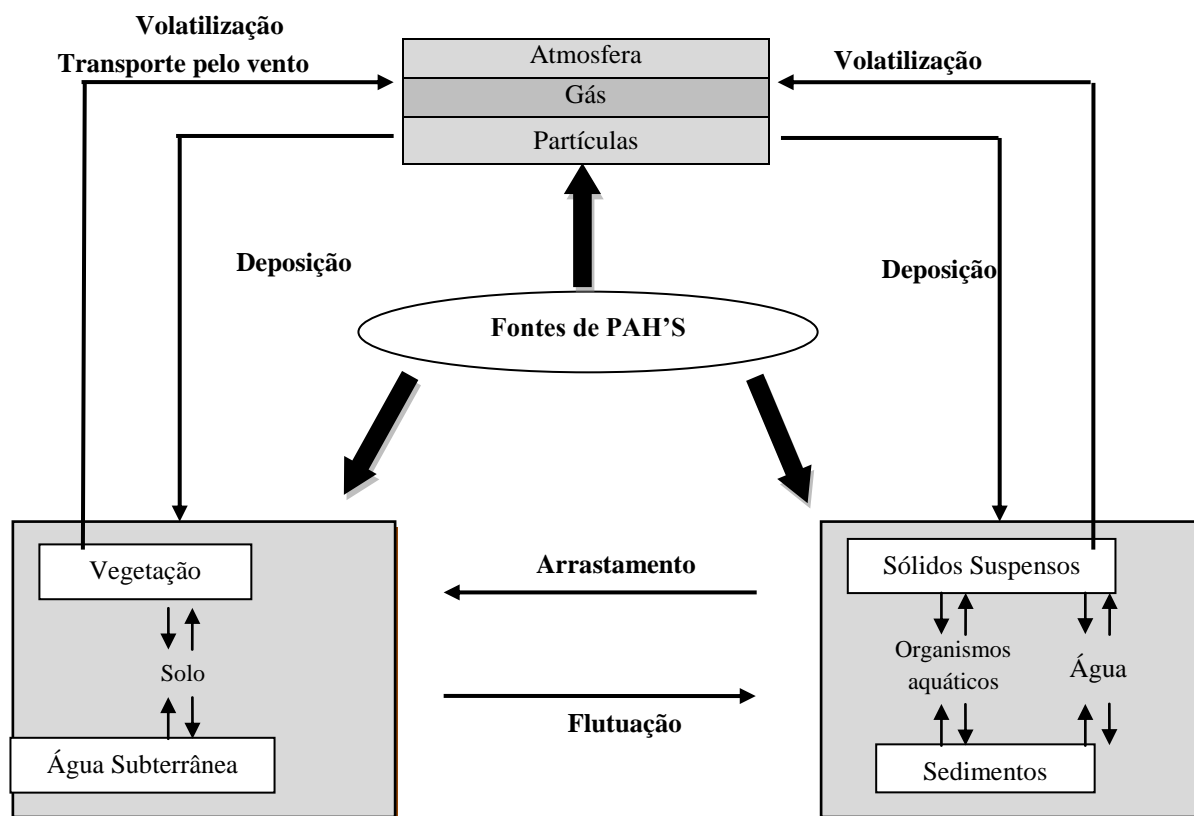 Volatilização
Transporte pelo vento
Atmosfera
Gás
Partículas
Volatilização
Deposição
Deposição
Fontes de PAH’S
Vegetação
Solo
Água Subterrânea
Arrastamento
Flutuação
Sólidos Suspensos
Organismos
aquáticos
Água
Sedimentos